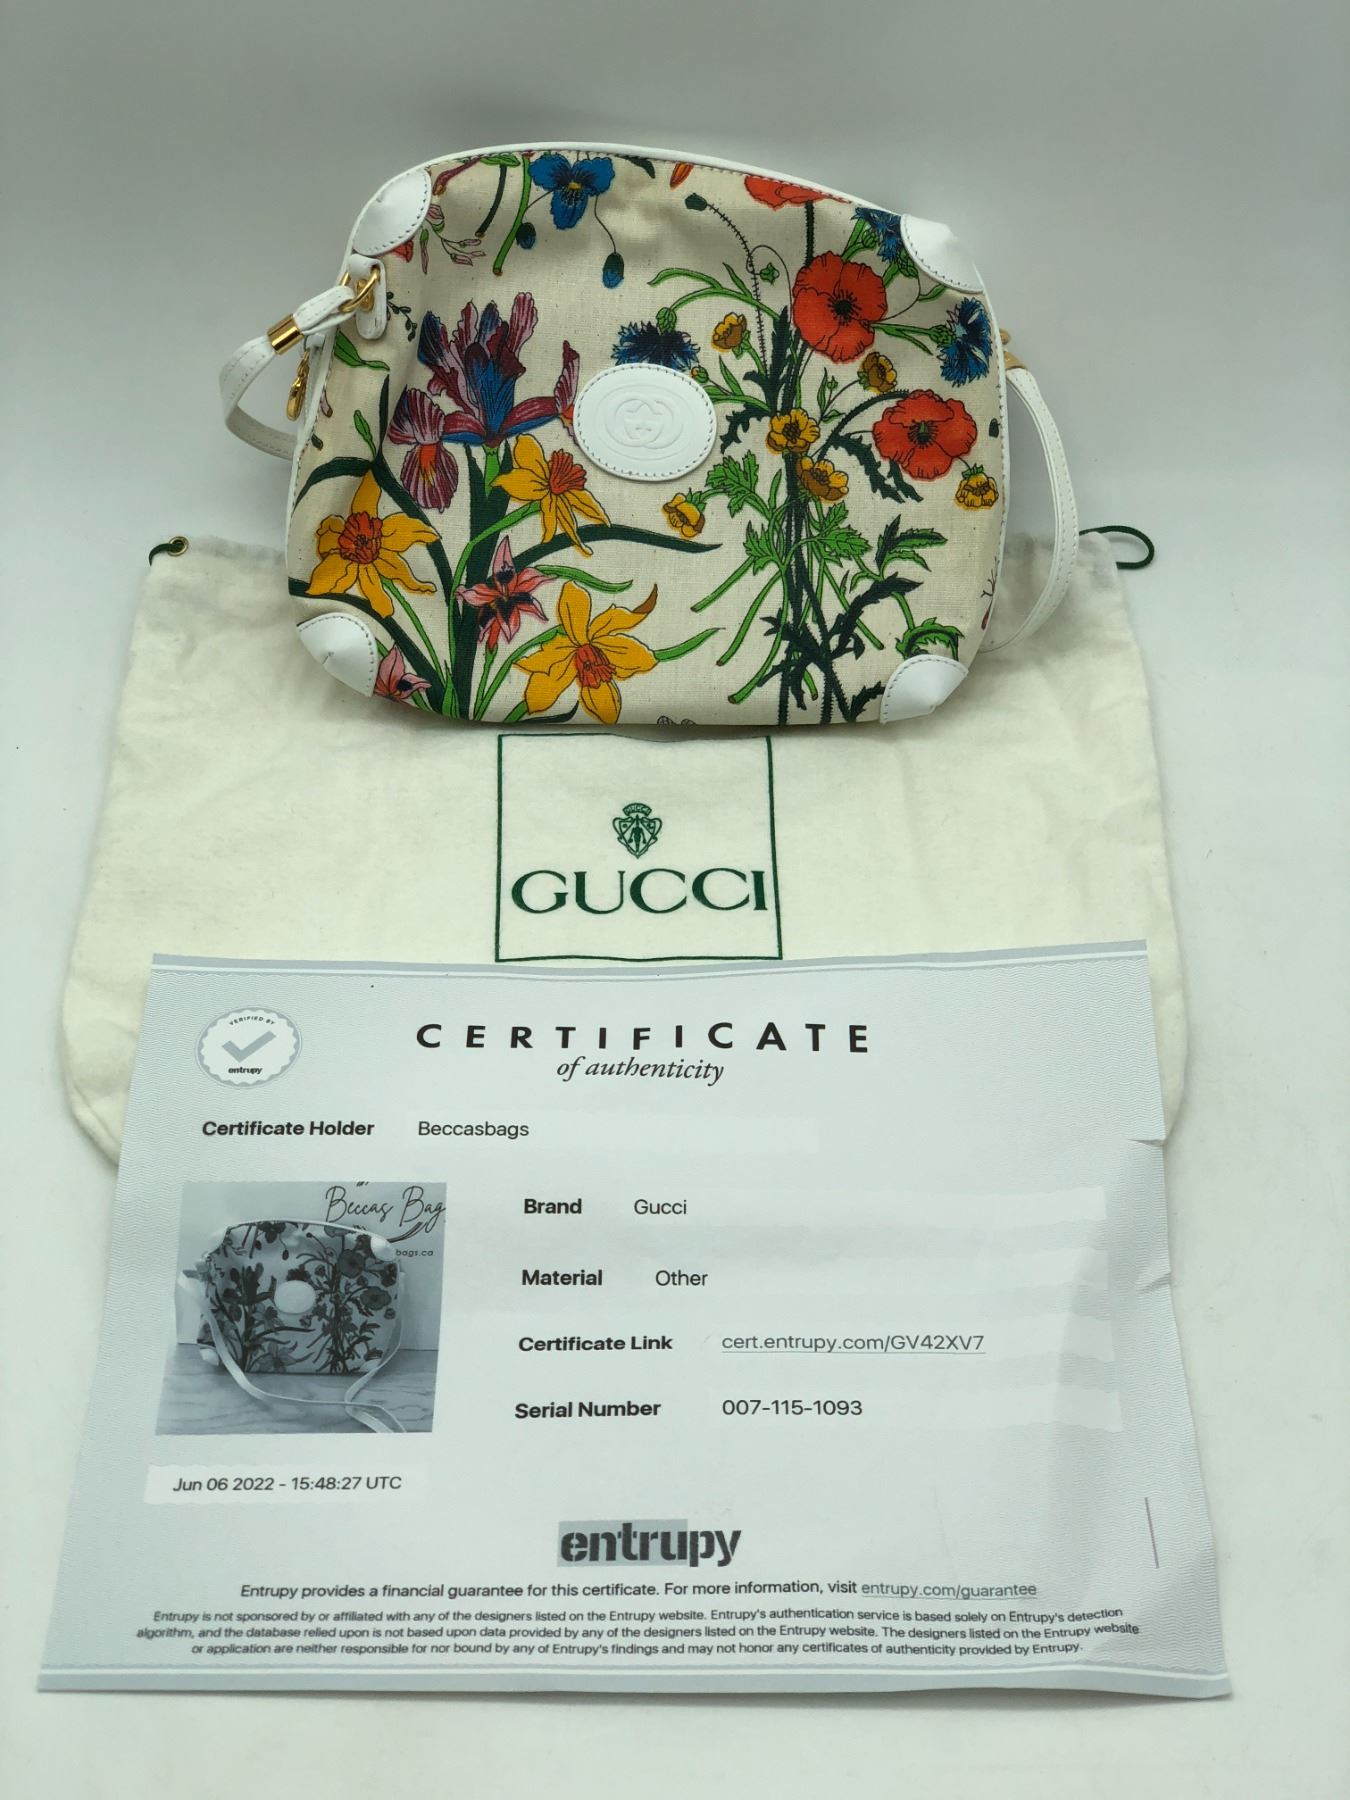 GUCCI
GUCCI
VERIFIED BY
entrupy
CERTIFICATE
of authenticity
Certificate Holder Beccasbags
Beccas Bag
bags.ca
Brand Gucci
Material Other
Certificate Link cert.entrupy.com/GV42XV7
Serial Number 007-115-1093
Jun 06 2022 - 15:48:27 UTC
entrupy
Entrupy provides a financial guarantee for this certificate. For more information, visit entrupy.com/guarantee
Entrupy is not sponsored by or affiliated with any of the designers listed on the Entrupy website. Entrupy's authentication service is based solely on Entrupy's detection
algorithm, and the database relied upon is not based upon data provided by any of the designers listed on the Entrupy website. The designers listed on the Entrupy website
or application are neither responsible for nor bound by any of Entrupy's findings and may not honor any certificates of authenticity provided by Entrupy.